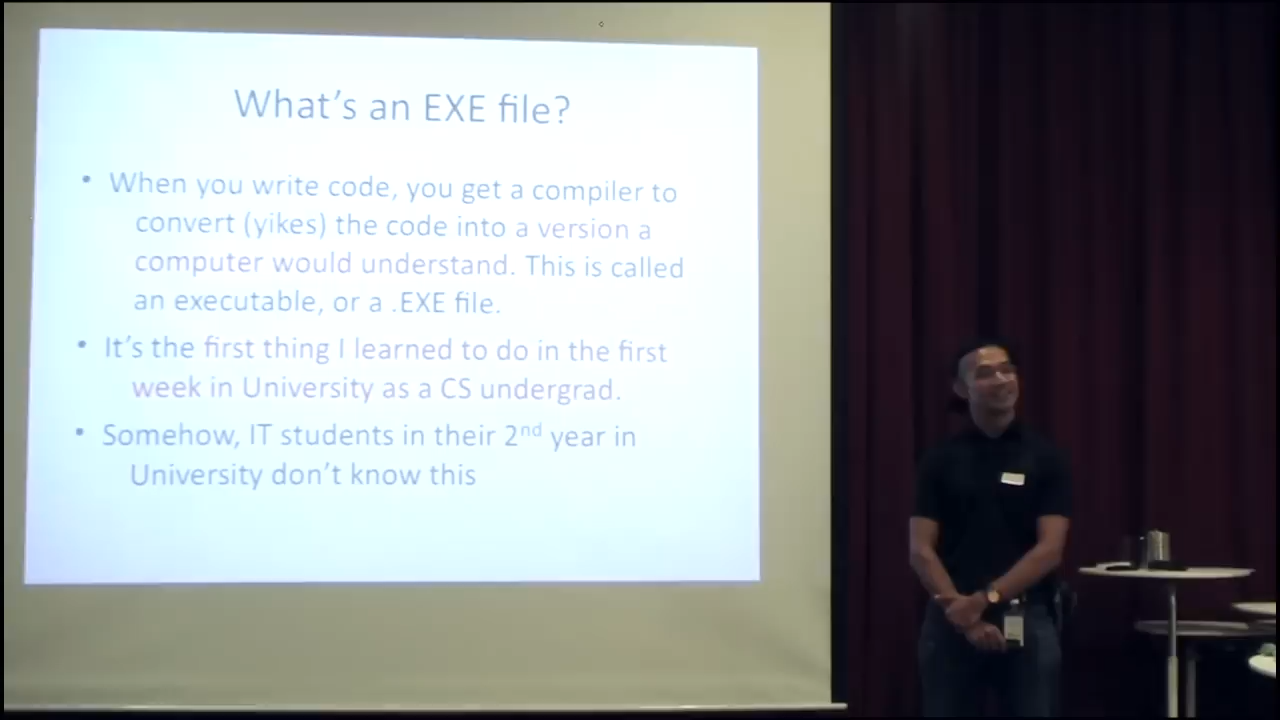 What's an EXE file?
• When you write code, you get a compiler to
convert (yikes) the code into a version a
computer would understand. This is called
an executable, or a .EXE file.
• It's the first thing I learned to do in the first
week in University as a CS undergrad.
• Somehow, IT students in their 2nd year in
University don't know this